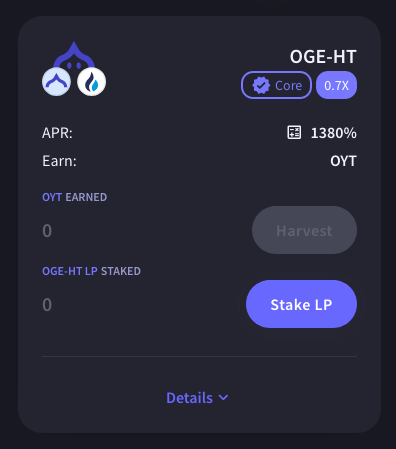 OGE-HT
Core 0.7X
APR: 1380%
Earn: OYT
OYT EARNED
0 Harvest
OGE-HT LP STAKED
0 Stake LP
Details